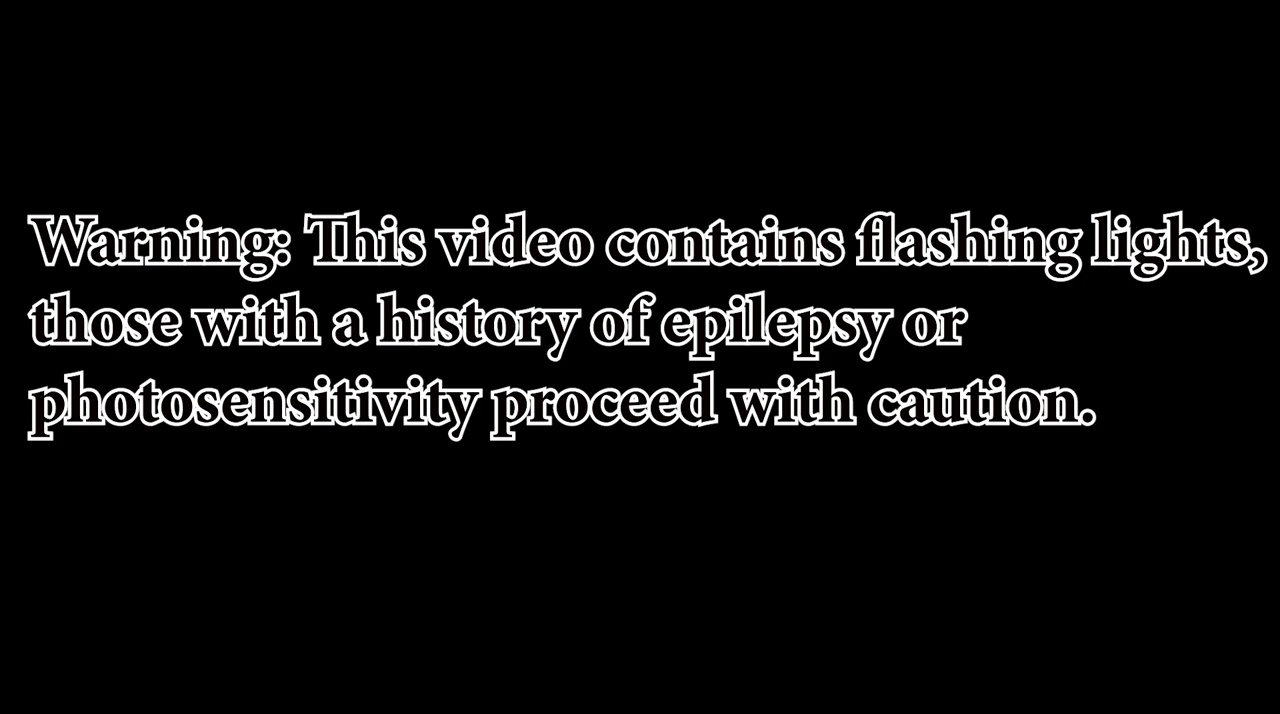 Warning: This video contains flashing lights,
those with a history of epilepsy or
photosensitivity proceed with caution.